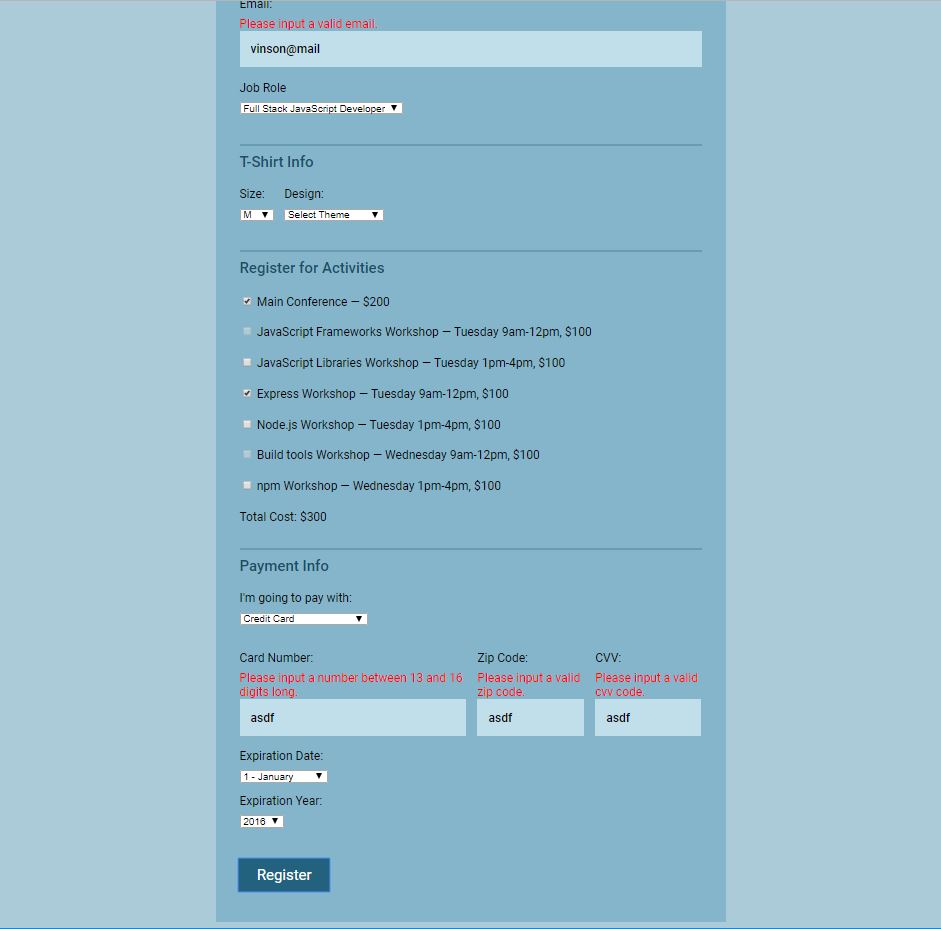 Email:
Please input a valid email.
vinson@mail
Job Role
Full Stack JavaScript Developer
T-Shirt Info
Size: Design:
M Select Theme
Register for Activities
Main Conference — $200
JavaScript Frameworks Workshop — Tuesday 9am-12pm, $100
JavaScript Libraries Workshop — Tuesday 1pm-4pm, $100
Express Workshop — Tuesday 9am-12pm, $100
Node.js Workshop — Tuesday 1pm-4pm, $100
Build tools Workshop — Wednesday 9am-12pm, $100
npm Workshop — Wednesday 1pm-4pm, $100
Total Cost: $300
Payment Info
I'm going to pay with:
Credit Card
Card Number:
Please input a number between 13 and 16
digits long.
asdf
Zip Code:
Please input a valid
zip code.
asdf
CVV:
Please input a valid
cvv code.
asdf
Expiration Date:
1 - January
Expiration Year:
2016
Register